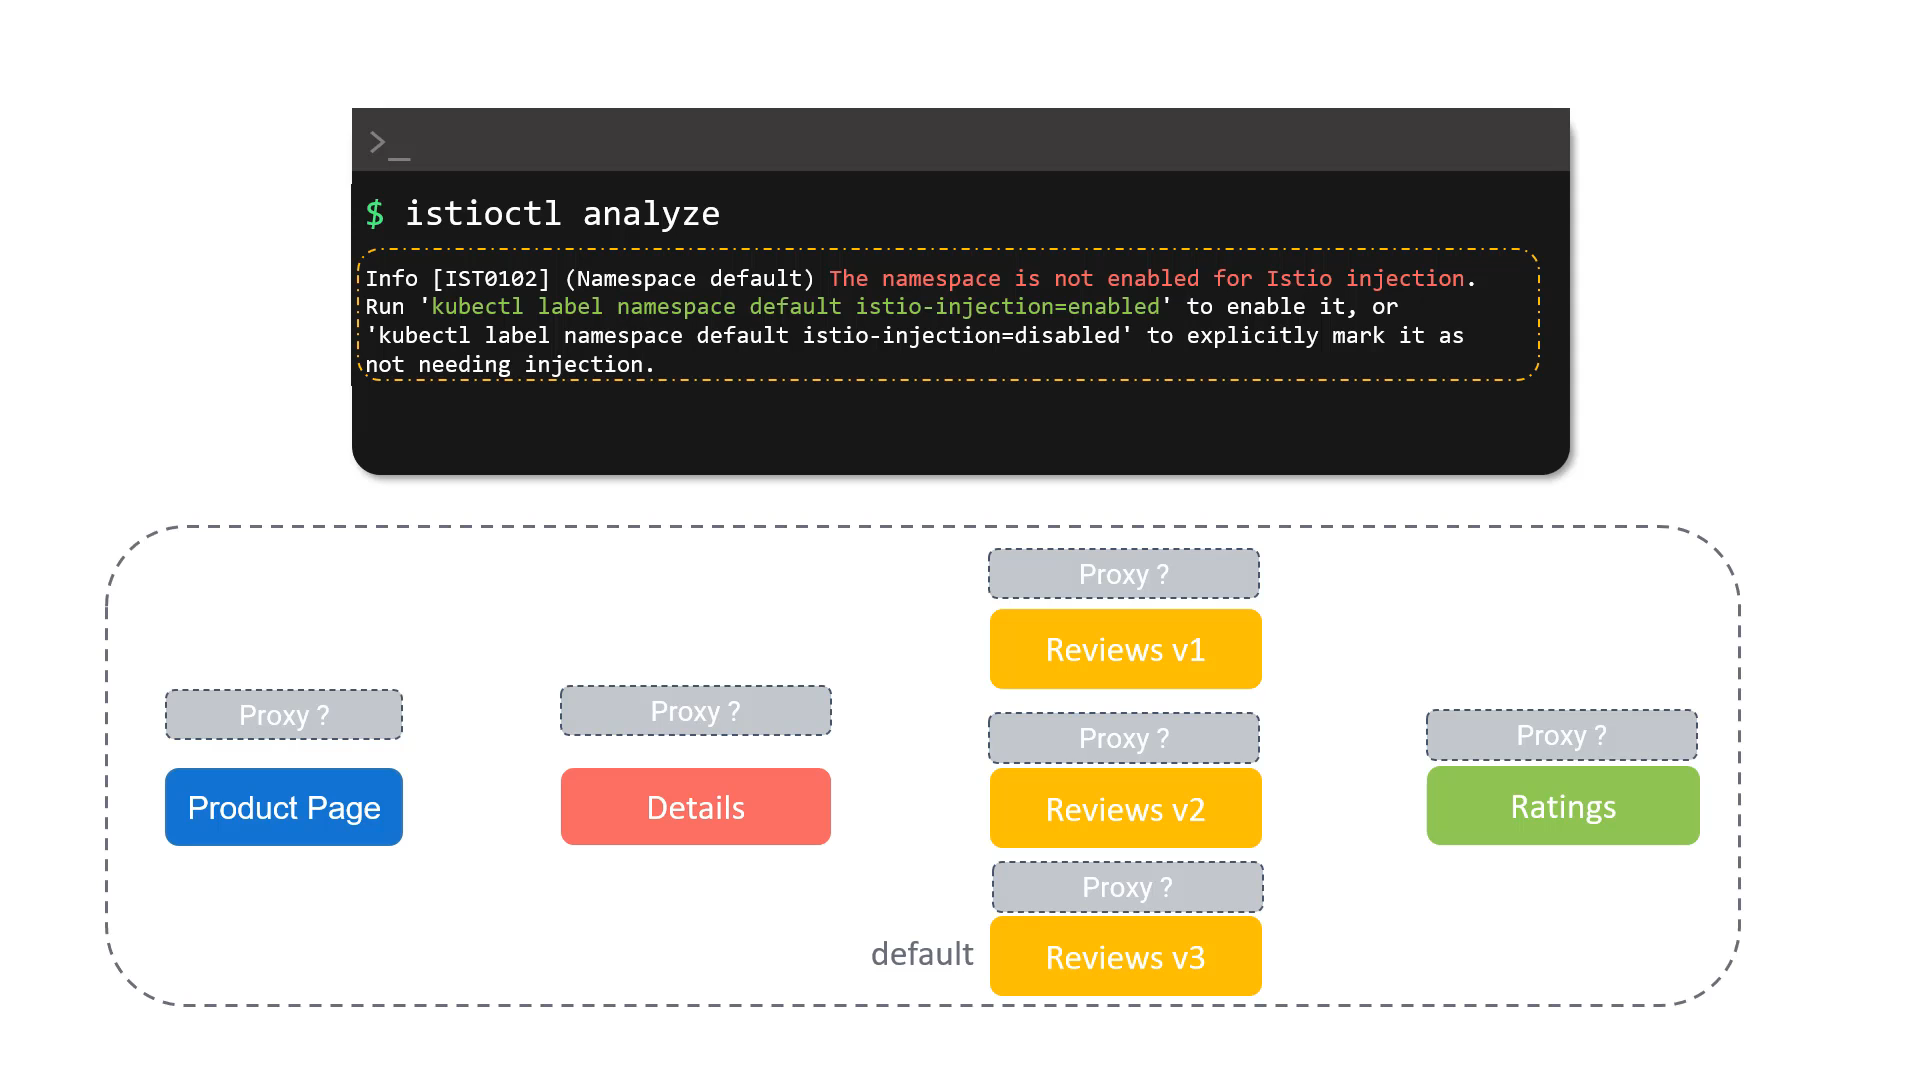 >_
$ istioctl analyze
Info [IST0102] (Namespace default) The namespace is not enabled for Istio injection.
Run 'kubectl label namespace default istio-injection=enabled' to enable it, or
'kubectl label namespace default istio-injection=disabled' to explicitly mark it as
not needing injection.
Proxy ?
Reviews v1
Proxy ?
Product Page
Proxy ?
Details
Proxy ?
Reviews v2
Proxy ?
Ratings
Proxy ?
Reviews v3
default